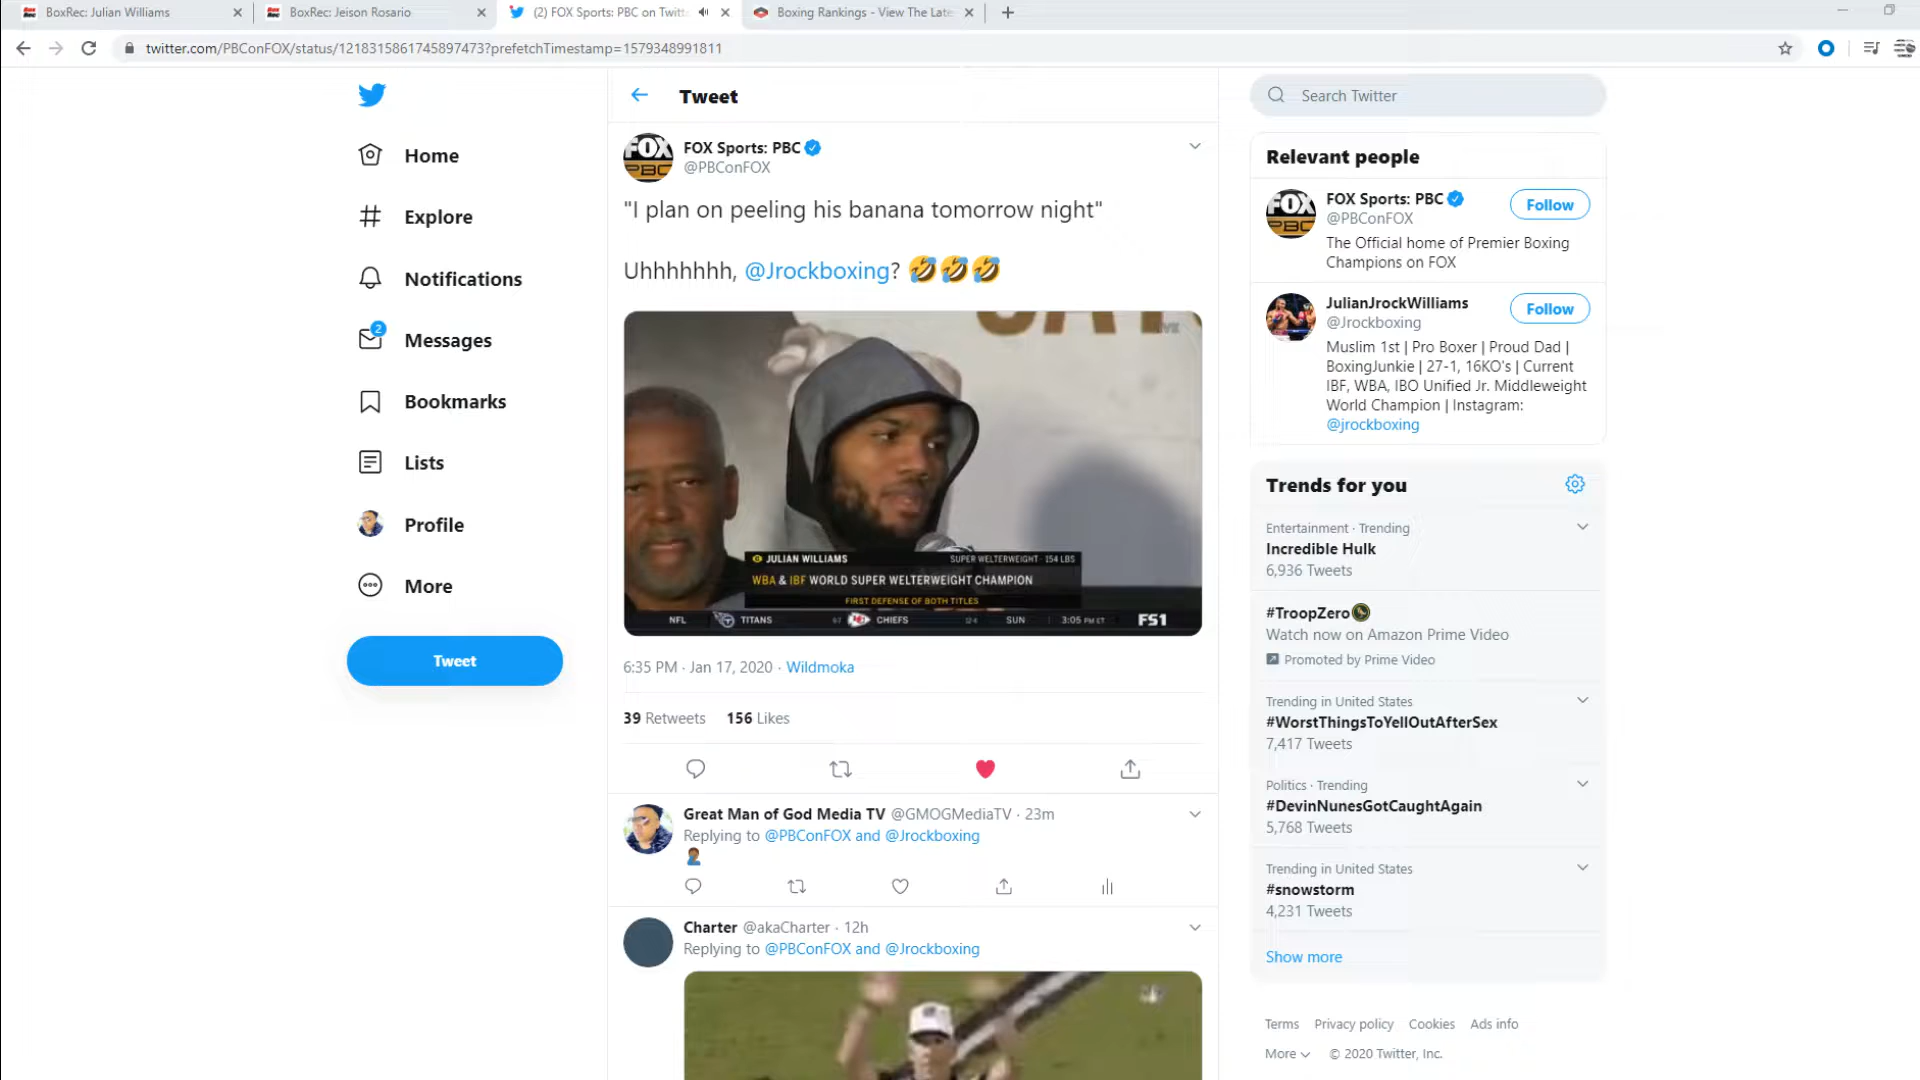 BoxRec: Julian Williams
BoxRec: Jeison Rosario
(2) FOX Sports: PBC on Twitt
Boxing Rankings - View The Late
twitter.com/PBConFOX/status/1218315861745897473?prefetchTimestamp=1579348991811
Home
Explore
Notifications
2
Messages
Bookmarks
Lists
Profile
More
Tweet
Tweet
FOX
PBC
FOX Sports: PBC
@PBConFOX
"I plan on peeling his banana tomorrow night"
Uhhhhhhh, @Jrockboxing? 🤣🤣🤣
LIVE
JULIAN WILLIAMS
SUPER WELTERWEIGHT · 154 LBS
WBA & IBF WORLD SUPER WELTERWEIGHT CHAMPION
FIRST DEFENSE OF BOTH TITLES
NFL TITANS CHIEFS SUN 3:05 PM ET FS1
6:35 PM · Jan 17, 2020 · Wildmoka
39 Retweets 156 Likes
Great Man of God Media TV @GMOGMediaTV · 23m
Replying to @PBConFOX and @Jrockboxing
Charter @akaCharter · 12h
Replying to @PBConFOX and @Jrockboxing
Search Twitter
Relevant people
FOX
PBC
FOX Sports: PBC
@PBConFOX
Follow
The Official home of Premier Boxing
Champions on FOX
JulianJrockWilliams
@Jrockboxing
Follow
Muslim 1st | Pro Boxer | Proud Dad |
BoxingJunkie | 27-1, 16KO's | Current
IBF, WBA, IBO Unified Jr. Middleweight
World Champion | Instagram:
@jrockboxing
Trends for you
Entertainment · Trending
Incredible Hulk
6,936 Tweets
#TroopZero
Watch now on Amazon Prime Video
Promoted by Prime Video
Trending in United States
#WorstThingsToYellOutAfterSex
7,417 Tweets
Politics · Trending
#DevinNunesGotCaughtAgain
5,768 Tweets
Trending in United States
#snowstorm
4,231 Tweets
Show more
Terms Privacy policy Cookies Ads info
More © 2020 Twitter, Inc.